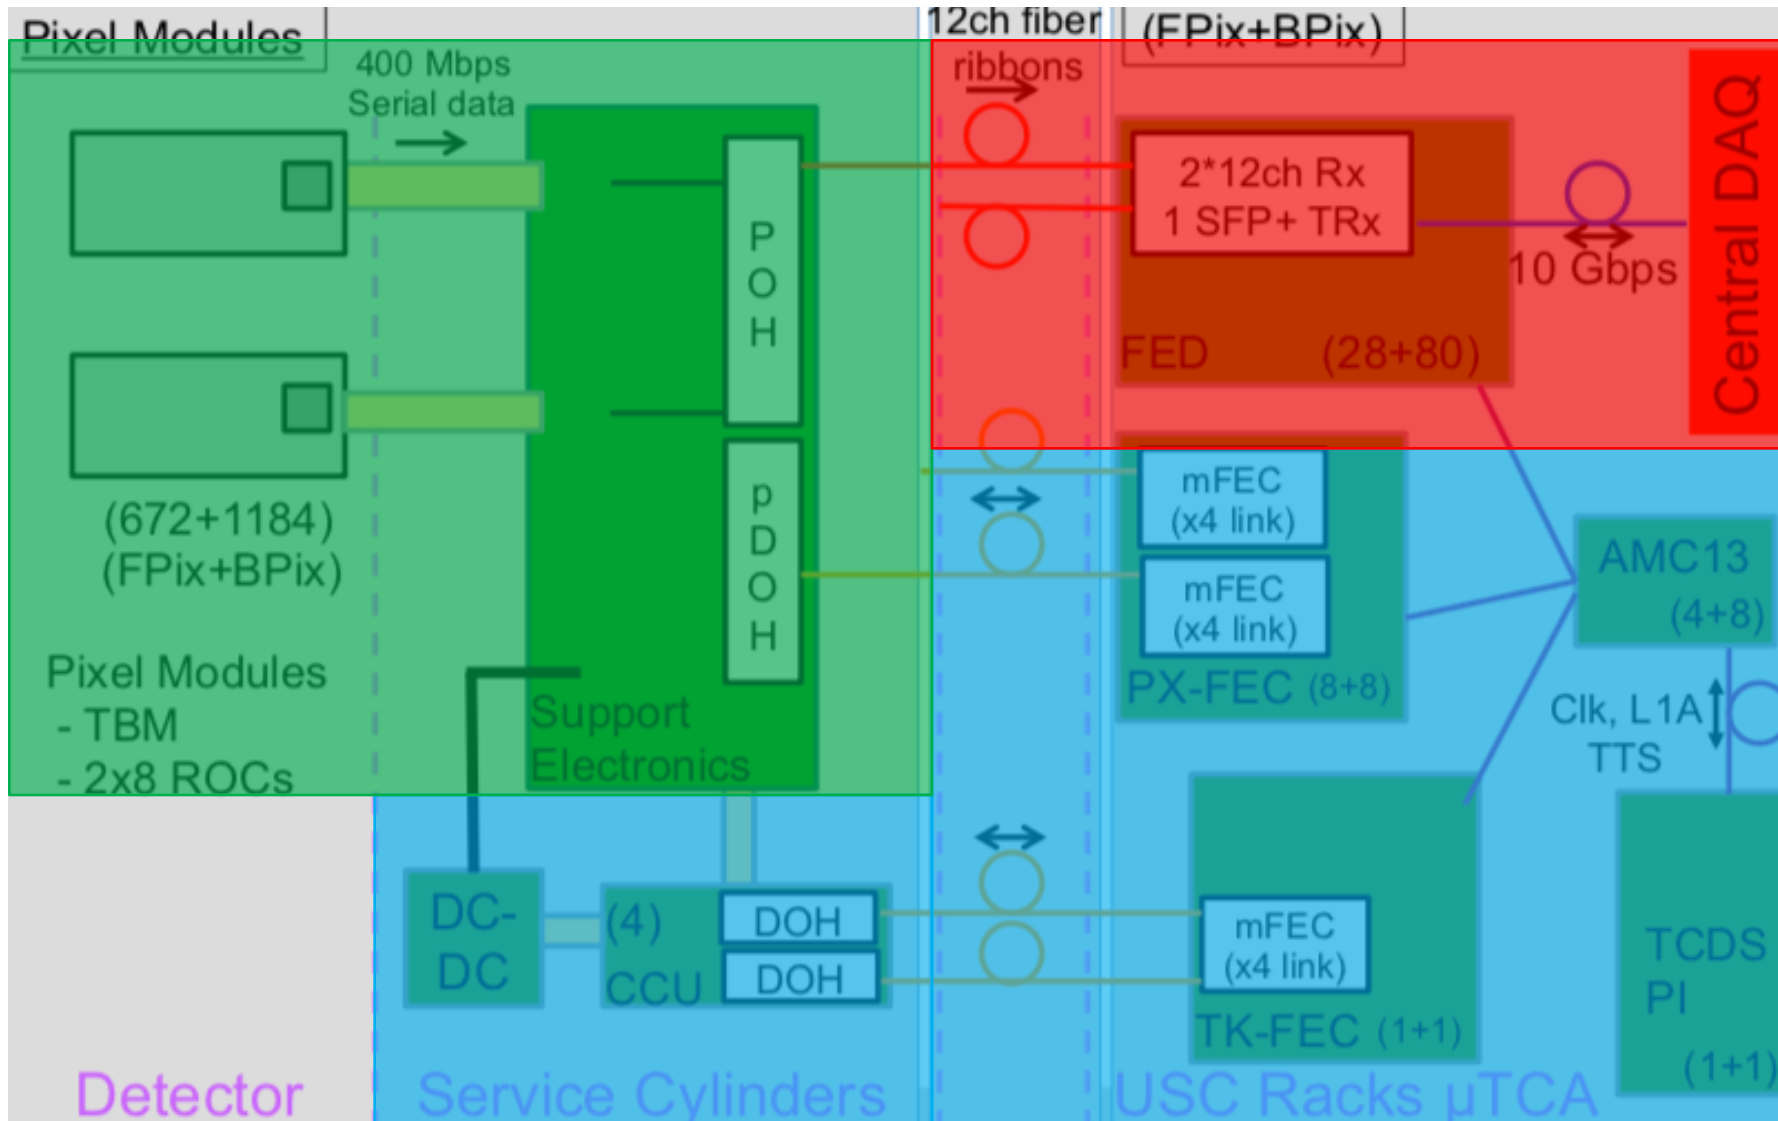 Pixel Modules
12ch fiber
ribbons
(FPix+BPix)
400 Mbps
Serial data
P
O
H
2*12ch Rx
1 SFP+ TRx
FED (28+80)
10 Gbps
Central DAQ
(672+1184)
(FPix+BPix)
p
D
O
H
mFEC
(x4 link)
mFEC
(x4 link)
PX-FEC (8+8)
AMC13
(4+8)
Pixel Modules
- TBM
- 2x8 ROCs
Support
Electronics
Clk, L1A
TTS
DC-
DC
(4)
CCU
DOH
DOH
mFEC
(x4 link)
TK-FEC (1+1)
TCDS
PI
(1+1)
Detector
Service Cylinders
USC Racks µTCA